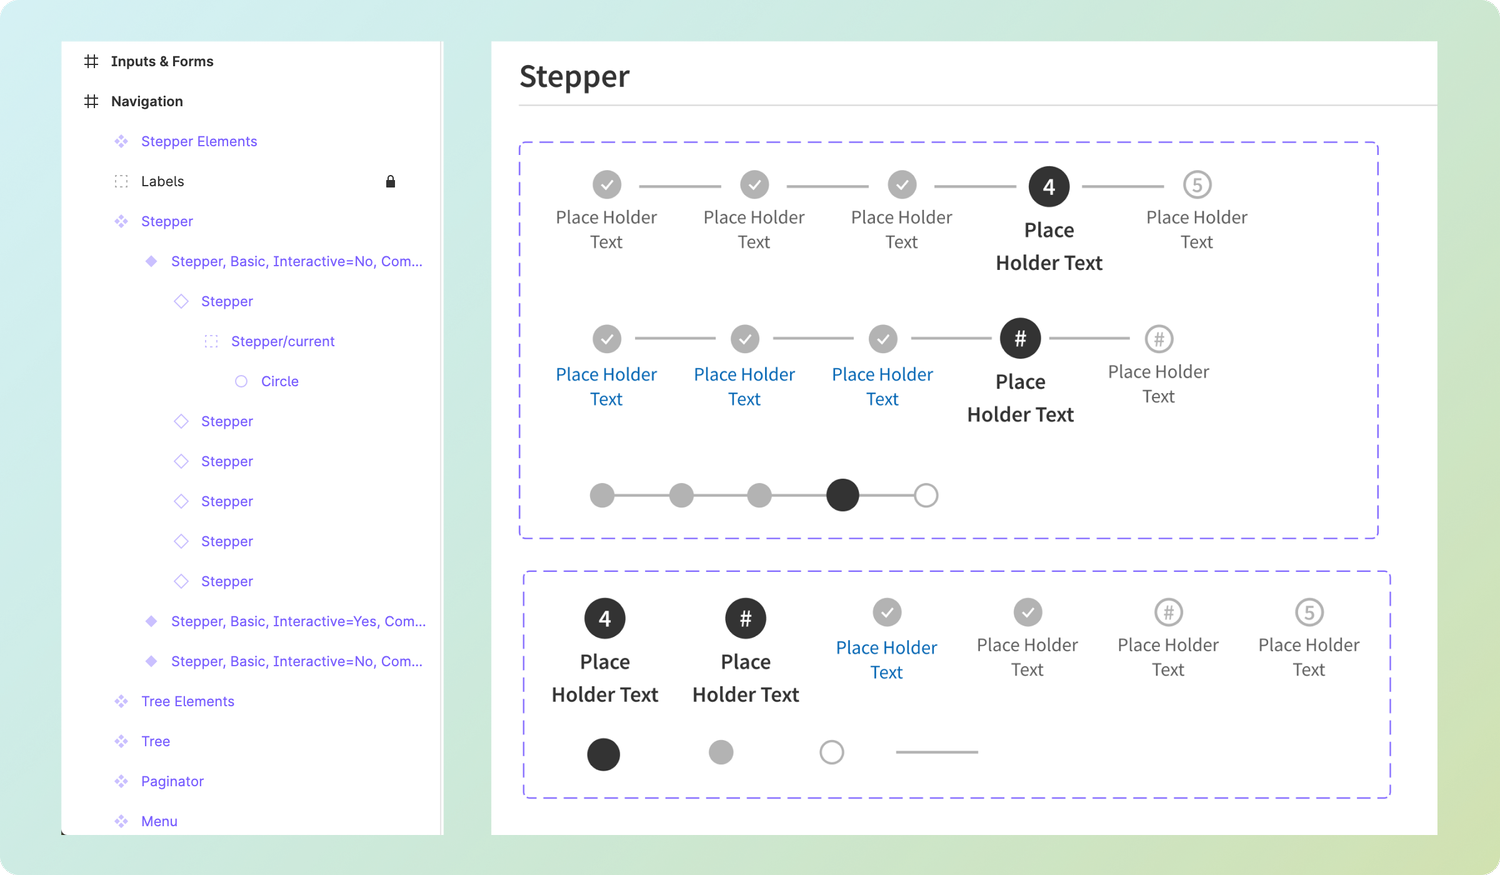 Inputs & Forms
Navigation
Stepper Elements
Labels
Stepper
Stepper, Basic, Interactive=No, Com...
Stepper
Stepper/current
Circle
Stepper
Stepper
Stepper
Stepper
Stepper
Stepper, Basic, Interactive=Yes, Com...
Stepper, Basic, Interactive=No, Com...
Tree Elements
Tree
Paginator
Menu
Stepper
4 5
Place Holder Place Holder Place Holder Place Place Holder
Text Text Text Holder Text Text
# #
Place Holder Place Holder Place Holder Place Place Holder
Text Text Text Holder Text Text
4 # # 5
Place Place Place Holder Place Holder Place Holder Place Holder
Holder Text Holder Text Text Text Text Text